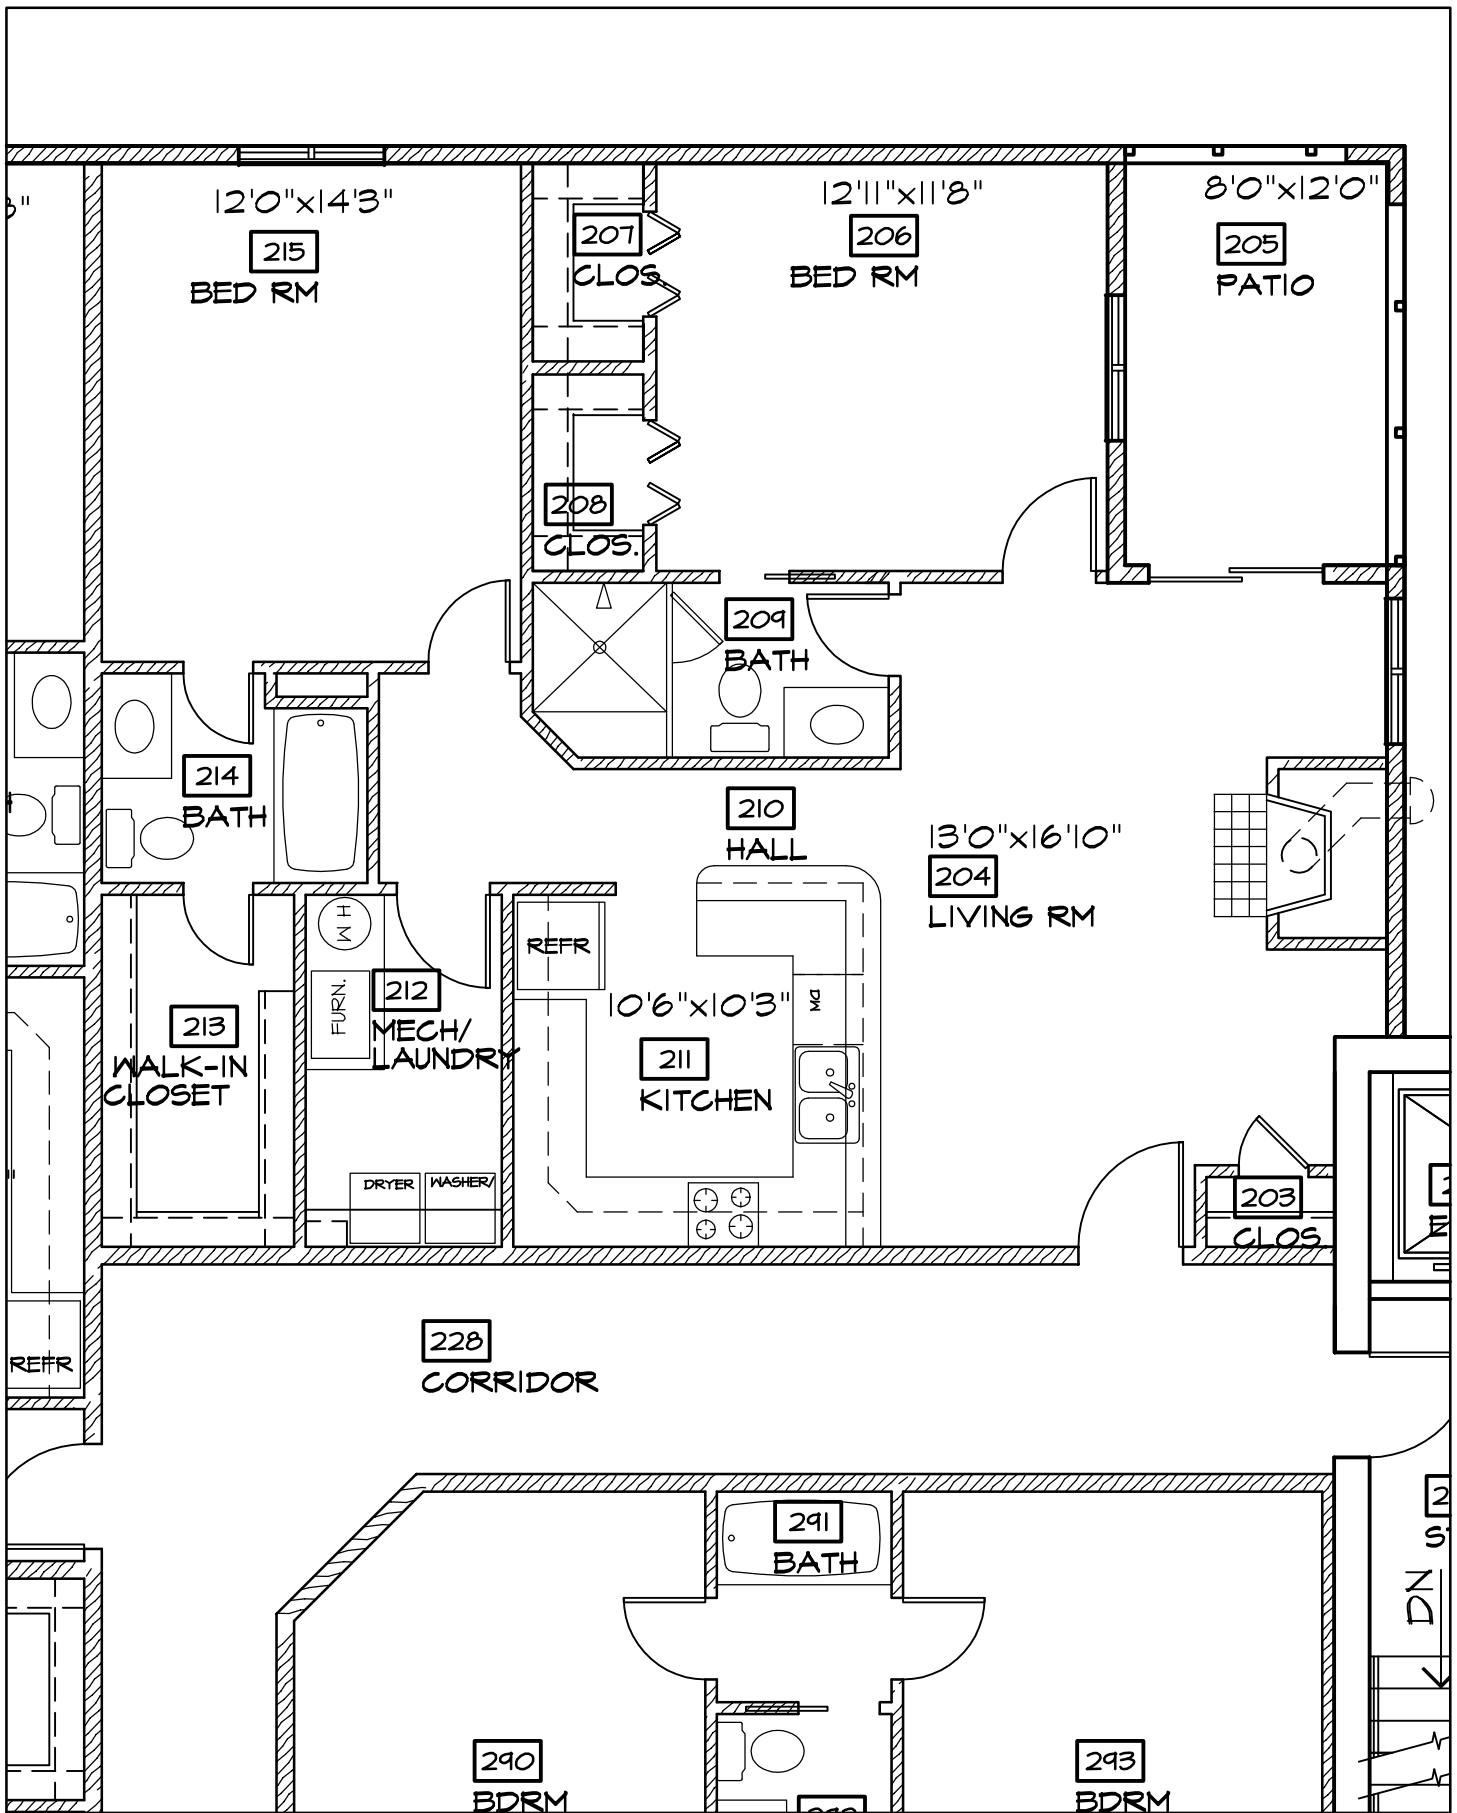 12'0"x14'3"
215
BED RM
207
CLOS.
12'11"x11'8"
206
BED RM
8'0"x12'0"
205
PATIO
208
CLOS.
209
BATH
214
BATH
210
HALL
13'0"x16'10"
204
LIVING RM
W H
REFR
FURN.
212
MECH/
LAUNDRY
10'6"x10'3"
DW
211
KITCHEN
213
WALK-IN
CLOSET
DRYER
WASHER/
203
CLOS.
REFR
228
CORRIDOR
291
BATH
DN
290
BDRM
293
BDRM